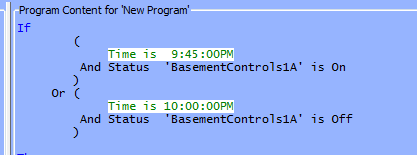 Program Content for 'New Program'
If
(
Time is 9:45:00PM
And Status 'BasementControls1A' is On
)
Or (
Time is 10:00:00PM
And Status 'BasementControls1A' is Off
)